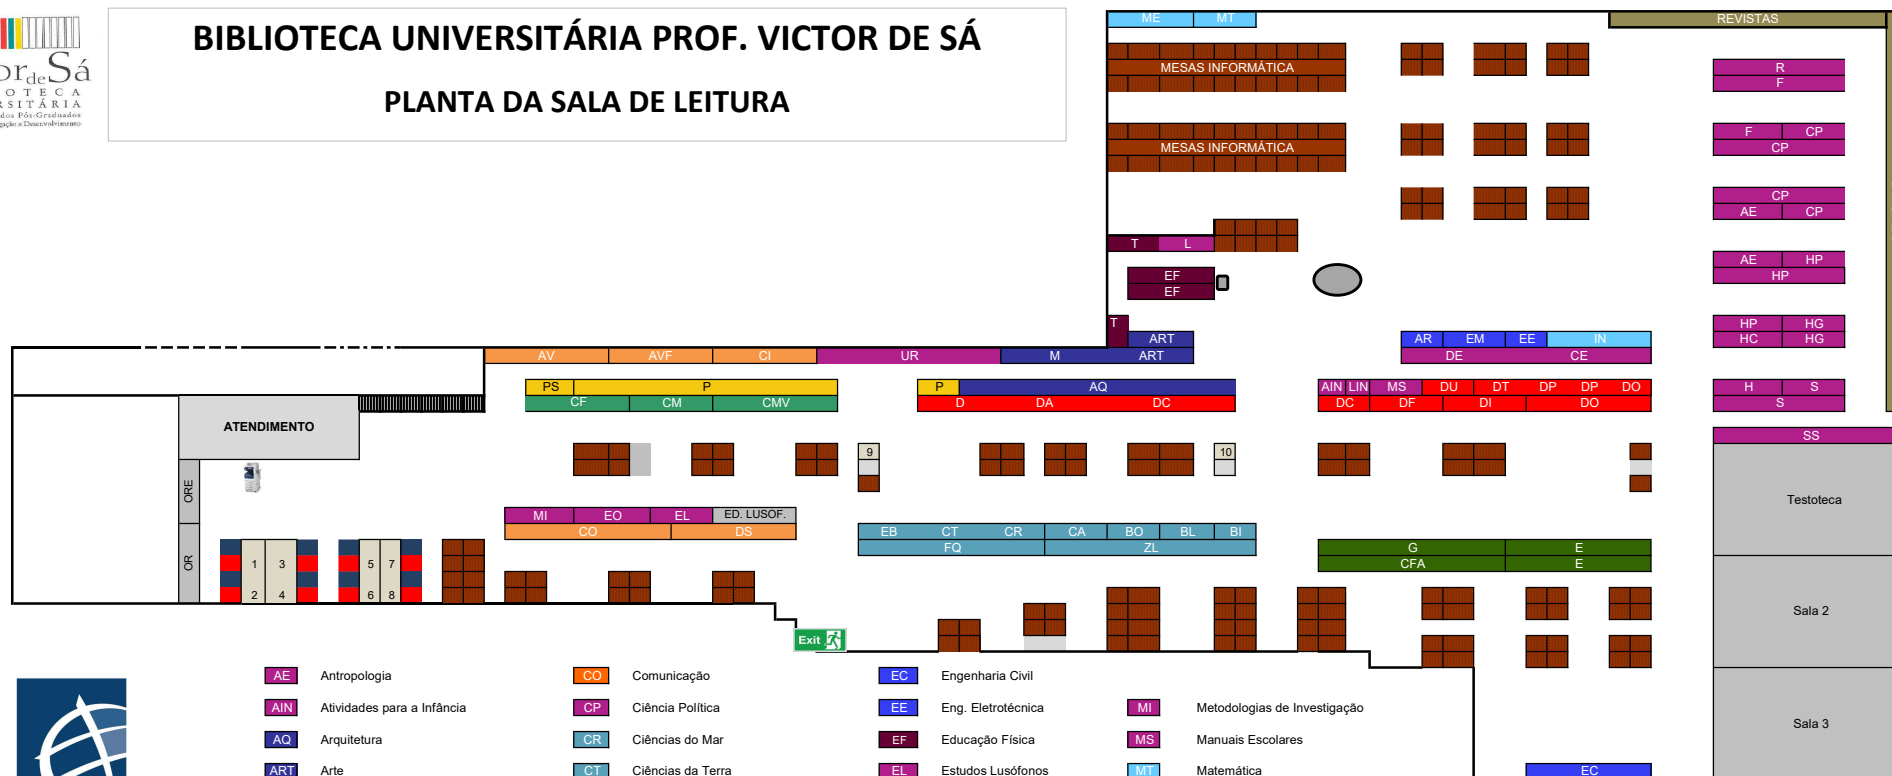 BIBLIOTECA UNIVERSITÁRIA PROF. VICTOR DE SÁ
PLANTA DA SALA DE LEITURA
de Sá
ME MT REVISTAS
MESAS INFORMÁTICA
R
F
MESAS INFORMÁTICA
F CP
CP
CP
AE CP
T L
EF
EF
AE HP
HP
T
ART
HP HG
HC HG
AR EM EE IN
DE CE
AV AVF CI UR M ART
PS P
CF CM CMV
P AQ
D DA DC
AIN LIN MS DU DT DP DP DO
DC DF DI DO
H S
S
ATENDIMENTO
SS
9
10
Testoteca
ORE
OR
MI EO EL ED. LUSOF.
CO DS
EB CT CR CA BO BL BI
FQ ZL
G E
CFA E
1 3 5 7
2 4 6 8
Sala 2
Exit
AE Antropologia
CO Comunicação
EC Engenharia Civil
AIN Atividades para a Infância
CP Ciência Política
EE Eng. Eletrotécnica
MI Metodologias de Investigação
Sala 3
AQ Arquitetura
CR Ciências do Mar
EF Educação Física
MS Manuais Escolares
ART Arte
CT Ciências da Terra
EL Estudos Lusófonos
MT Matemática
EC